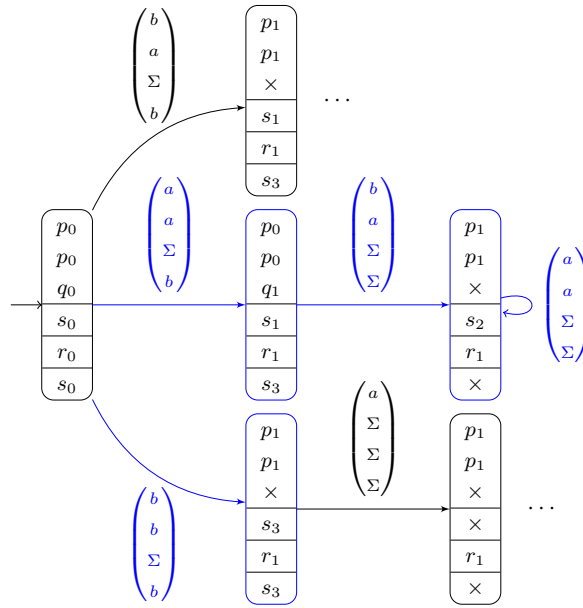 b
a
Σ
b
p₁
p₁
×
s₁
r₁
s₃
...
p₀
p₀
q₀
s₀
r₀
s₀
a
a
Σ
b
p₀
p₀
q₁
s₁
r₁
s₃
b
a
Σ
Σ
p₁
p₁
×
s₂
r₁
×
a
a
Σ
Σ
b
b
Σ
b
p₁
p₁
×
s₃
r₁
s₃
a
Σ
Σ
Σ
p₁
p₁
×
×
r₁
×
...